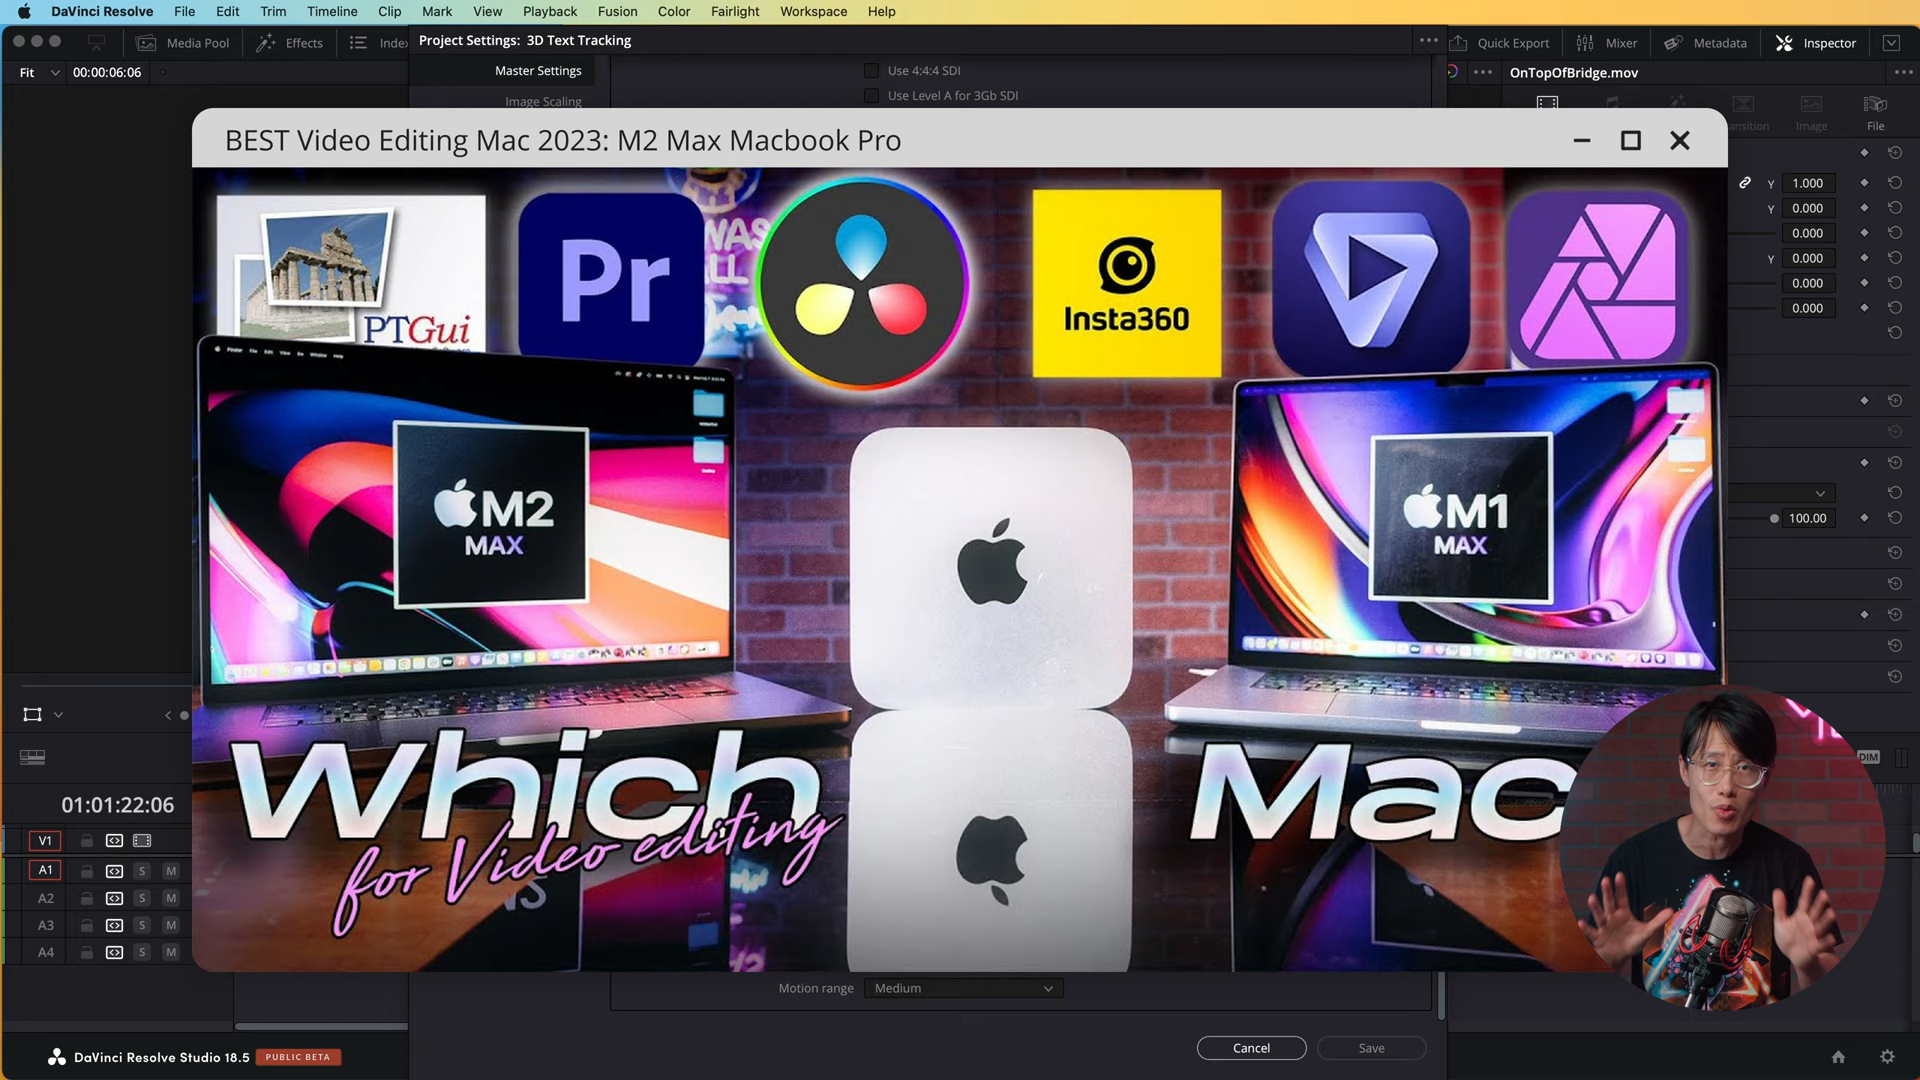 DaVinci Resolve File Edit Trim Timeline Clip Mark View Playback Fusion Color Fairlight Workspace Help
Media Pool Effects Index
Project Settings: 3D Text Tracking
Quick Export Mixer Metadata Inspector
Fit 00:00:06:06
Master Settings
Use 4:4:4 SDI
OnTopOfBridge.mov
Image Scaling
Use Level A for 3Gb SDI
Image File
BEST Video Editing Mac 2023: M2 Max Macbook Pro
Y 1.000
Y 0.000
0.000
Y 0.000
0.000
0.000
100.00
PTGui
Pr
Insta360
M2
MAX
M1
MAX
Which
Mac
for Video editing
DIM
01:01:22:06
V1
A1 S M
A2 S M
A3 S M
A4 S M
Motion range Medium
Cancel Save
DaVinci Resolve Studio 18.5 PUBLIC BETA